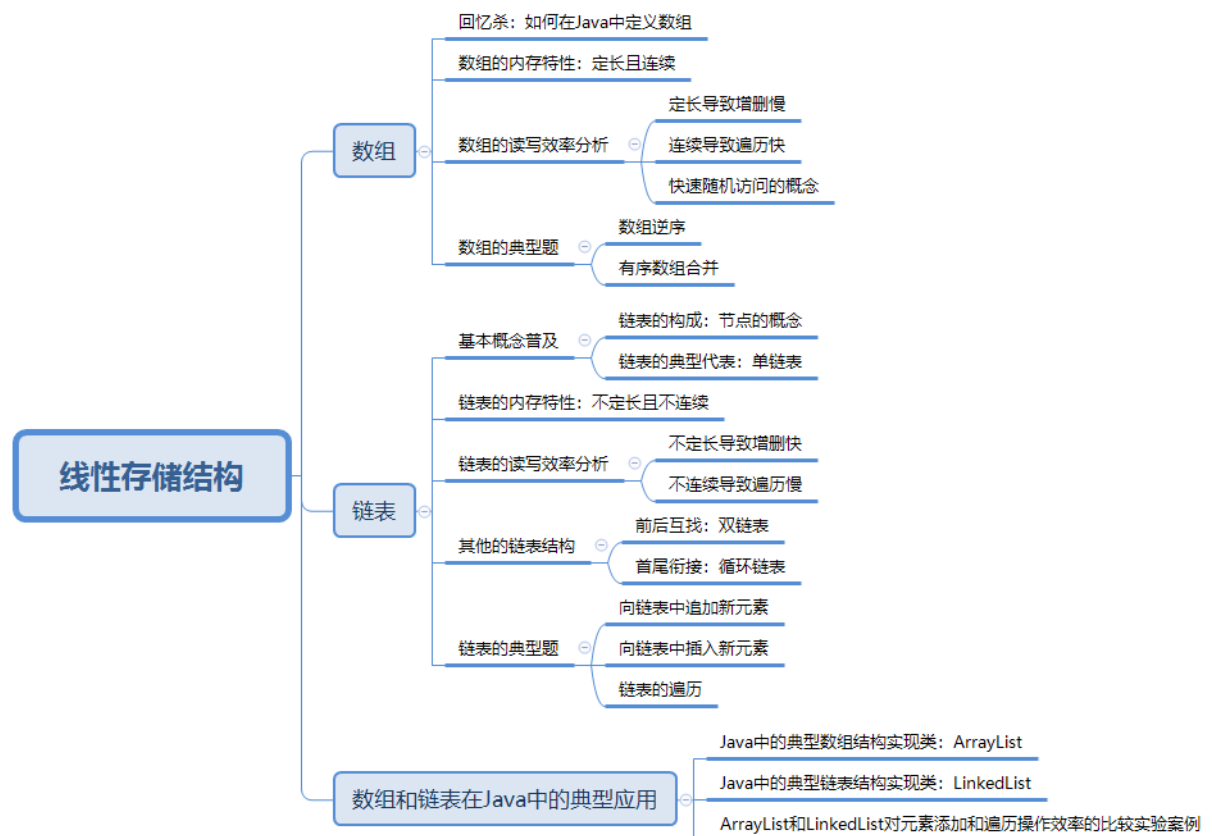 线性存储结构
数组
回忆杀：如何在Java中定义数组
数组的内存特性：定长且连续
数组的读写效率分析
定长导致增删慢
连续导致遍历快
快速随机访问的概念
数组的典型题
数组逆序
有序数组合并
链表
基本概念普及
链表的构成：节点的概念
链表的典型代表：单链表
链表的内存特性：不定长且不连续
链表的读写效率分析
不定长导致增删快
不连续导致遍历慢
其他的链表结构
前后互找：双链表
首尾衔接：循环链表
链表的典型题
向链表中追加新元素
向链表中插入新元素
链表的遍历
数组和链表在Java中的典型应用
Java中的典型数组结构实现类：ArrayList
Java中的典型链表结构实现类：LinkedList
ArrayList和LinkedList对元素添加和遍历操作效率的比较实验案例